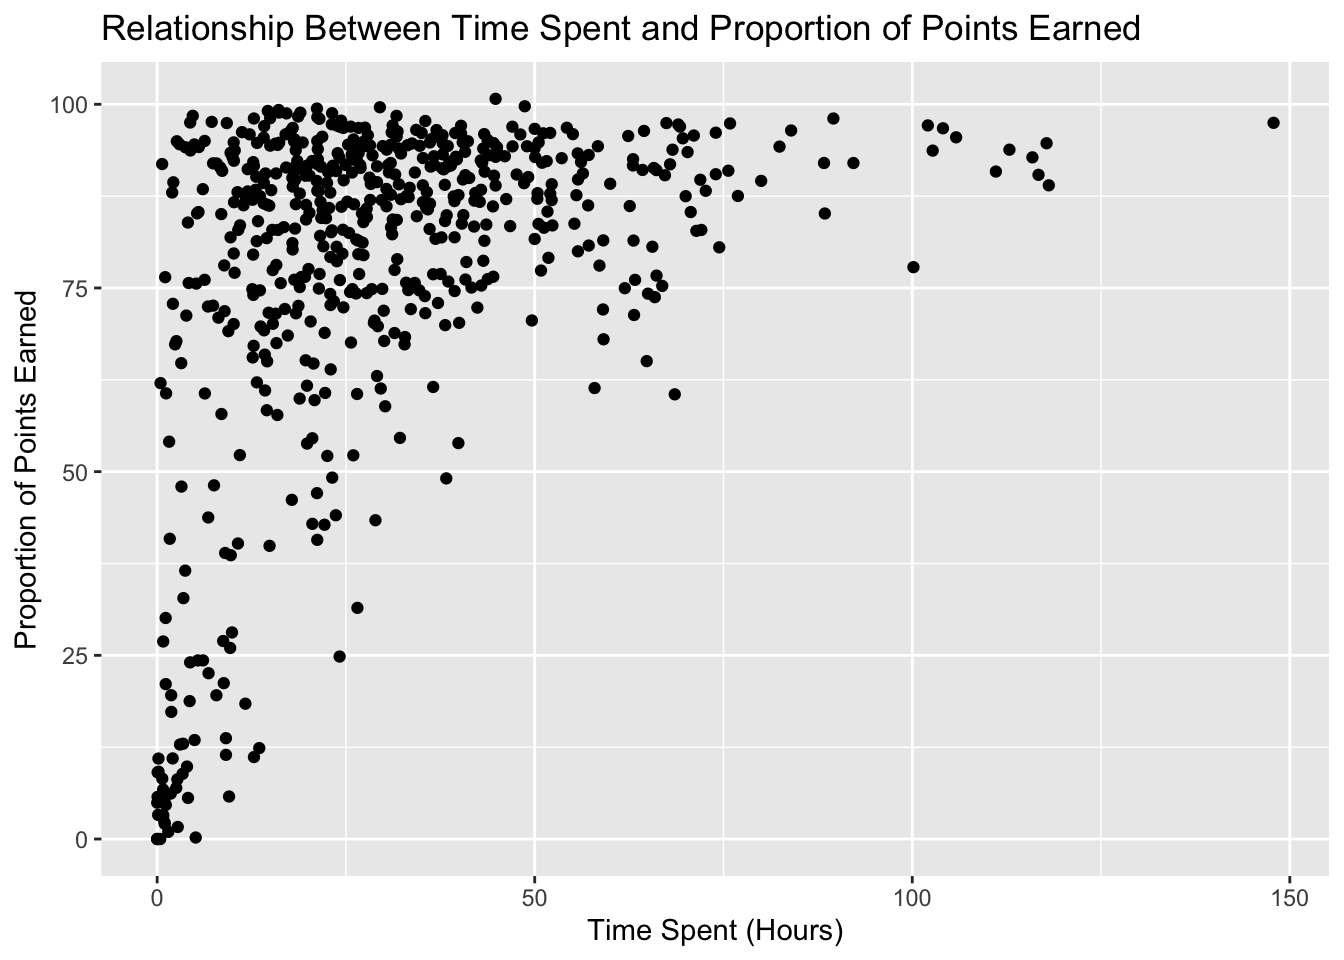 Relationship Between Time Spent and Proportion of Points Earned
100
75
50
25
0
Proportion of Points Earned
0 50 100 150
Time Spent (Hours)